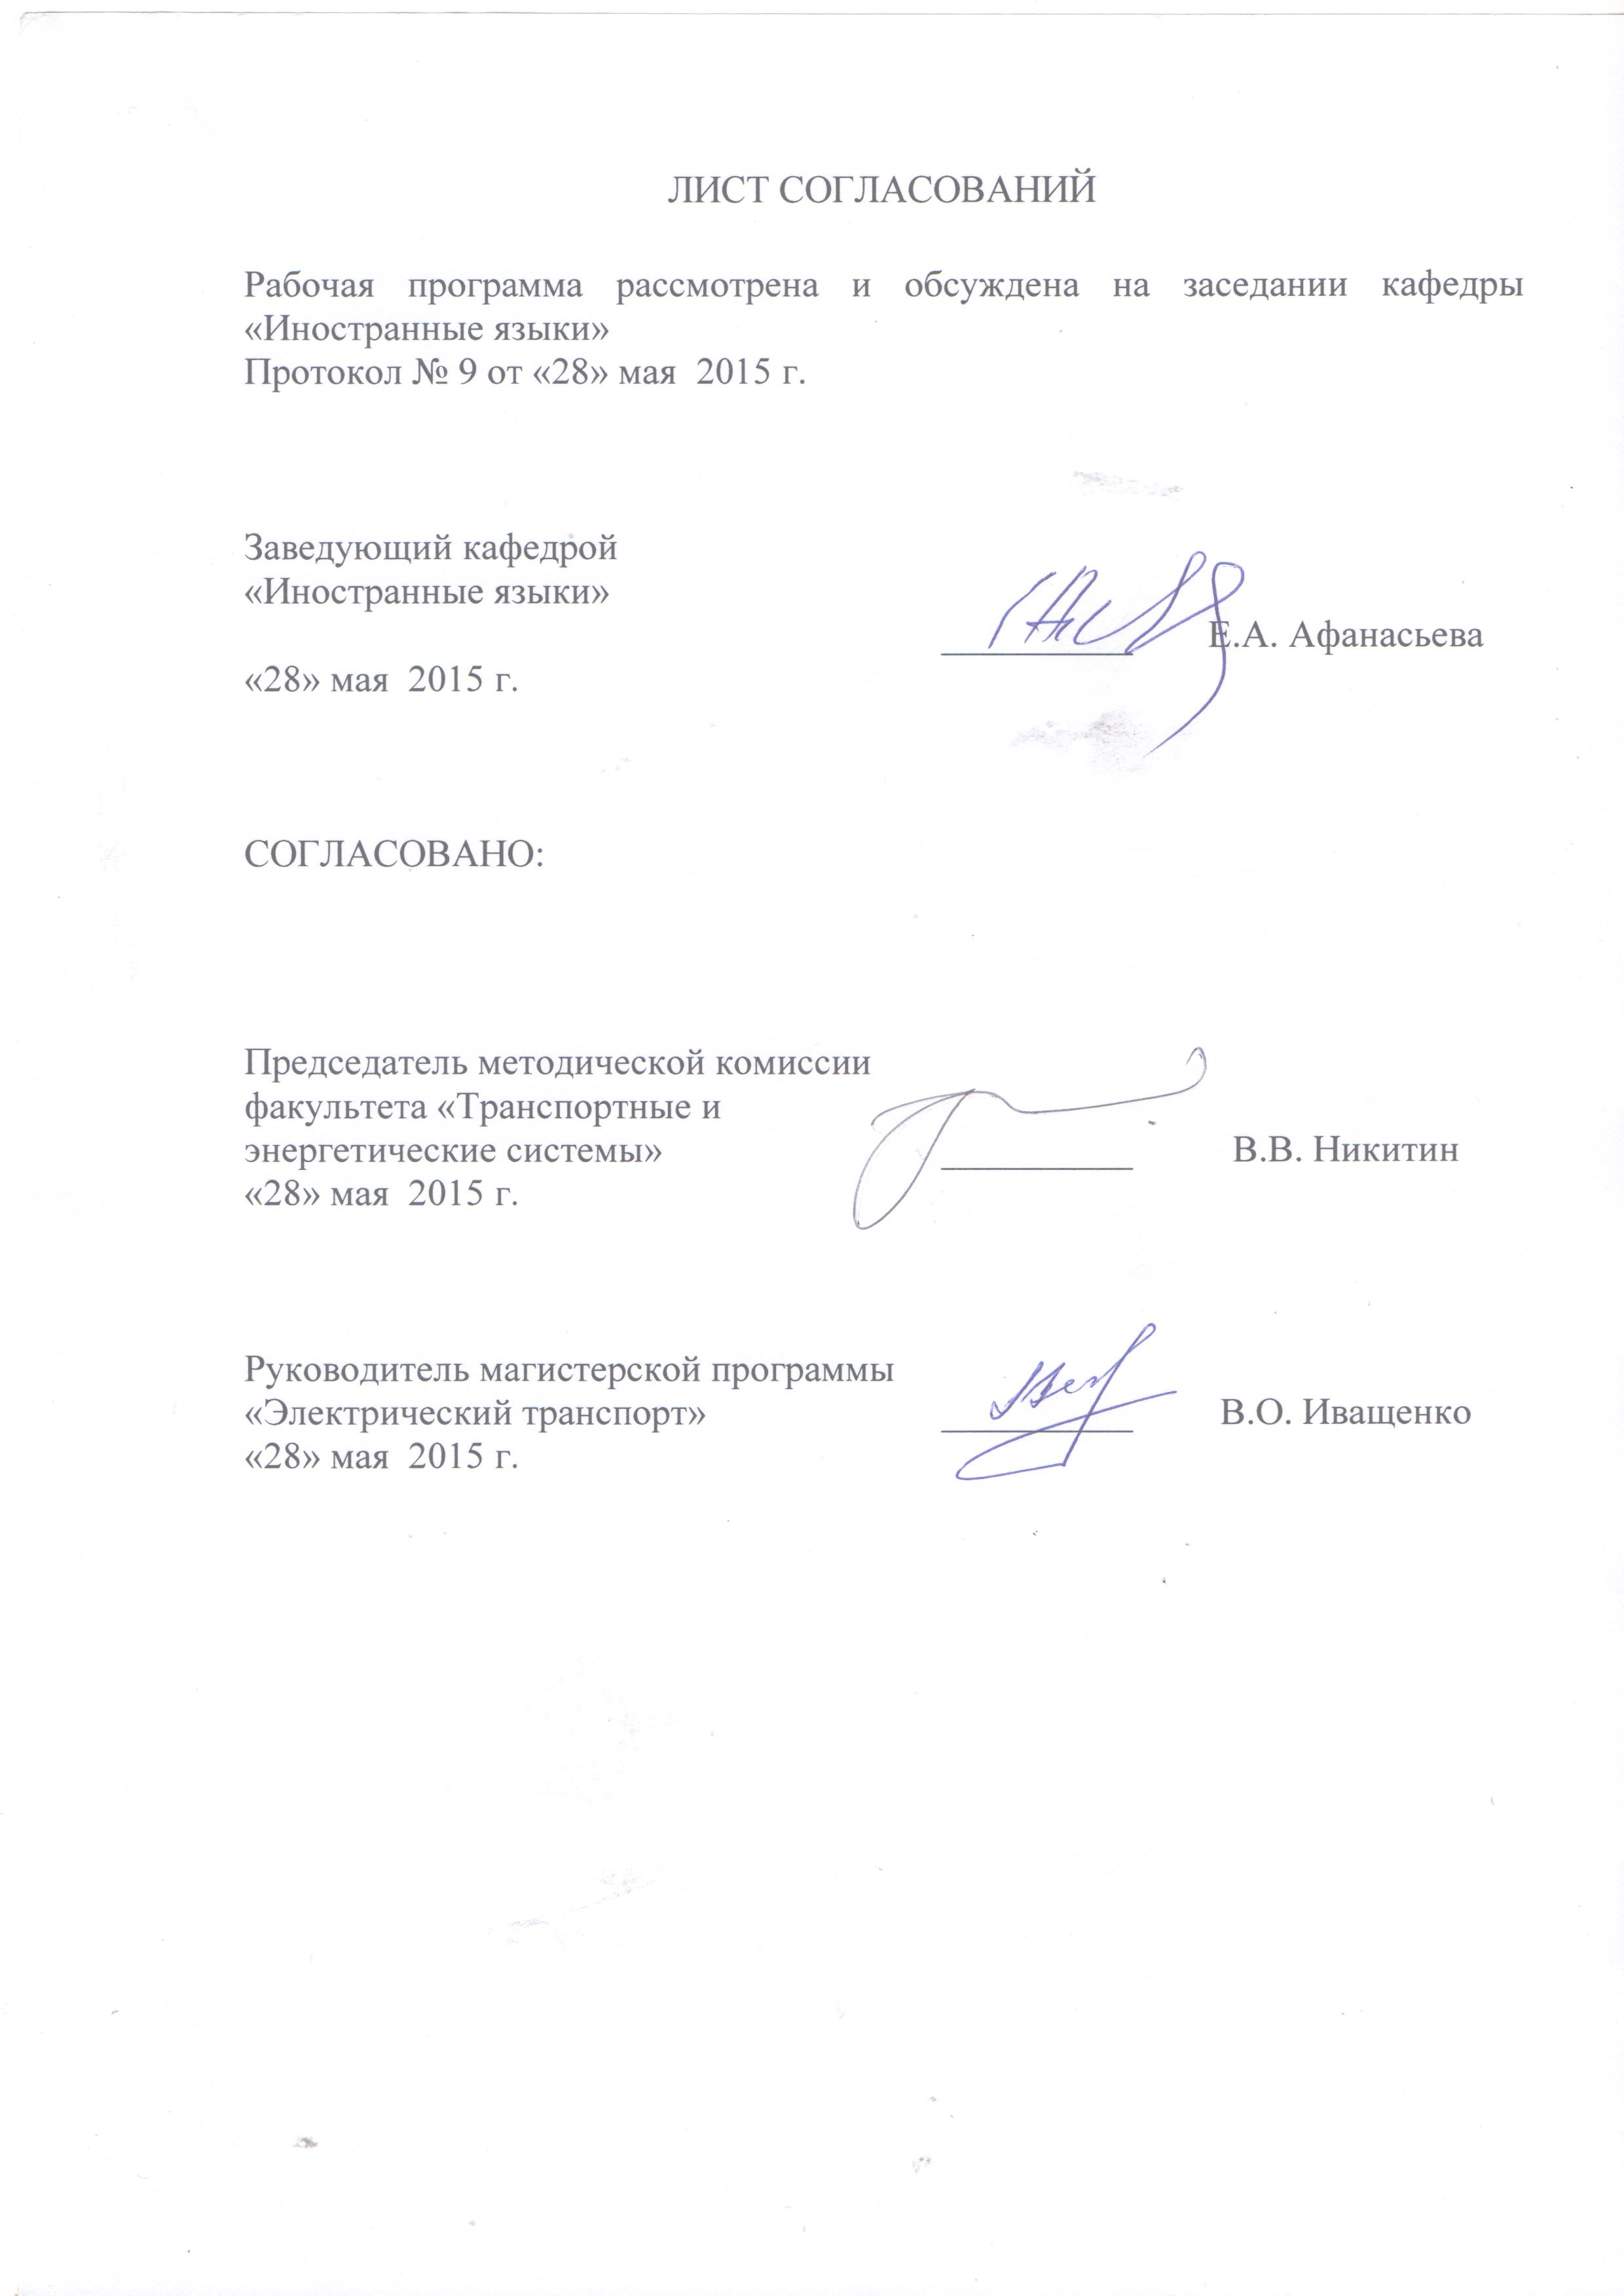 ЛИСТ СОГЛАСОВАНИЙ
Рабочая программа рассмотрена и обсуждена на заседании кафедры
«Иностранные языки»
Протокол № 9 от «28» мая 2015 г.
Заведующий кафедрой
«Иностранные языки»
Е.А. Афанасьева
«28» мая 2015 г.
СОГЛАСОВАНО:
Председатель методической комиссии
факультета «Транспортные и
энергетические системы» В.В. Никитин
«28» мая 2015 г.
Руководитель магистерской программы
«Электрический транспорт» В.О. Иващенко
«28» мая 2015 г.